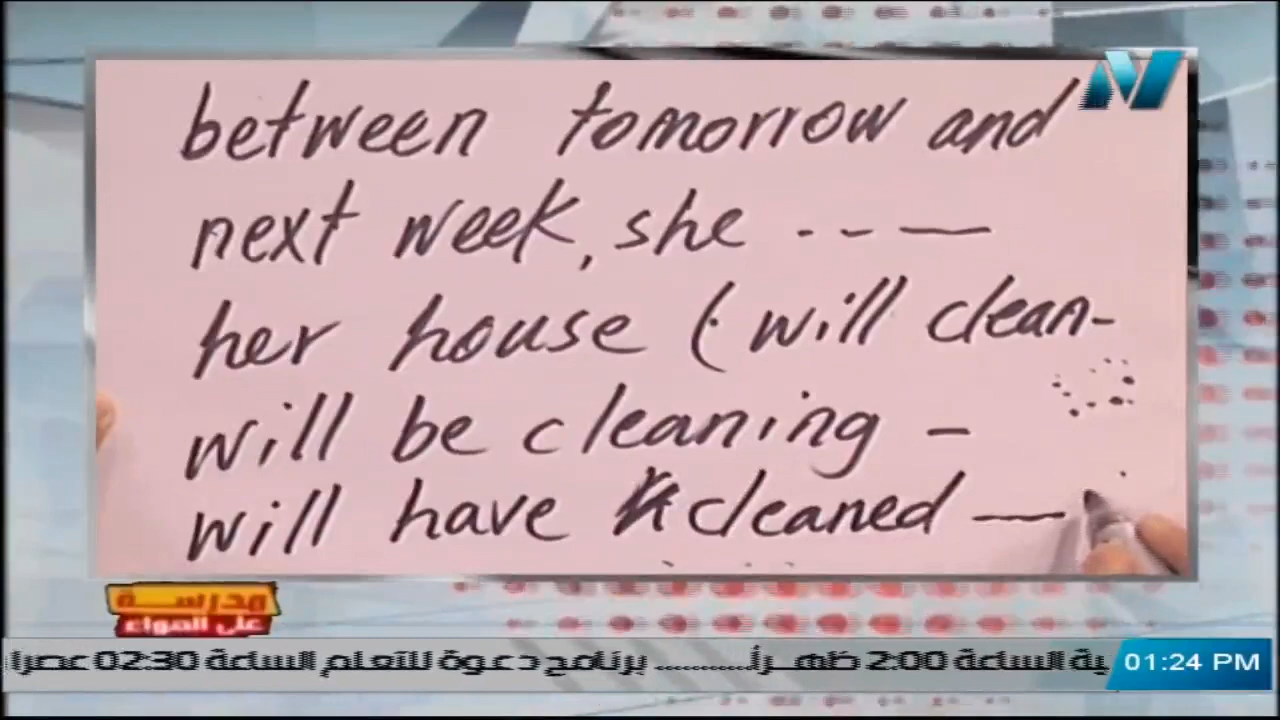 between tomorrow and
next week, she ---—
her house (will clean-
will be cleaning -
will have cleaned —
مدرسة
على الهواء
ية الساعة 2:00 ظهـراً........... برنامج دعوة للتعلم الساعة 02:30 عصرا
01:24 PM